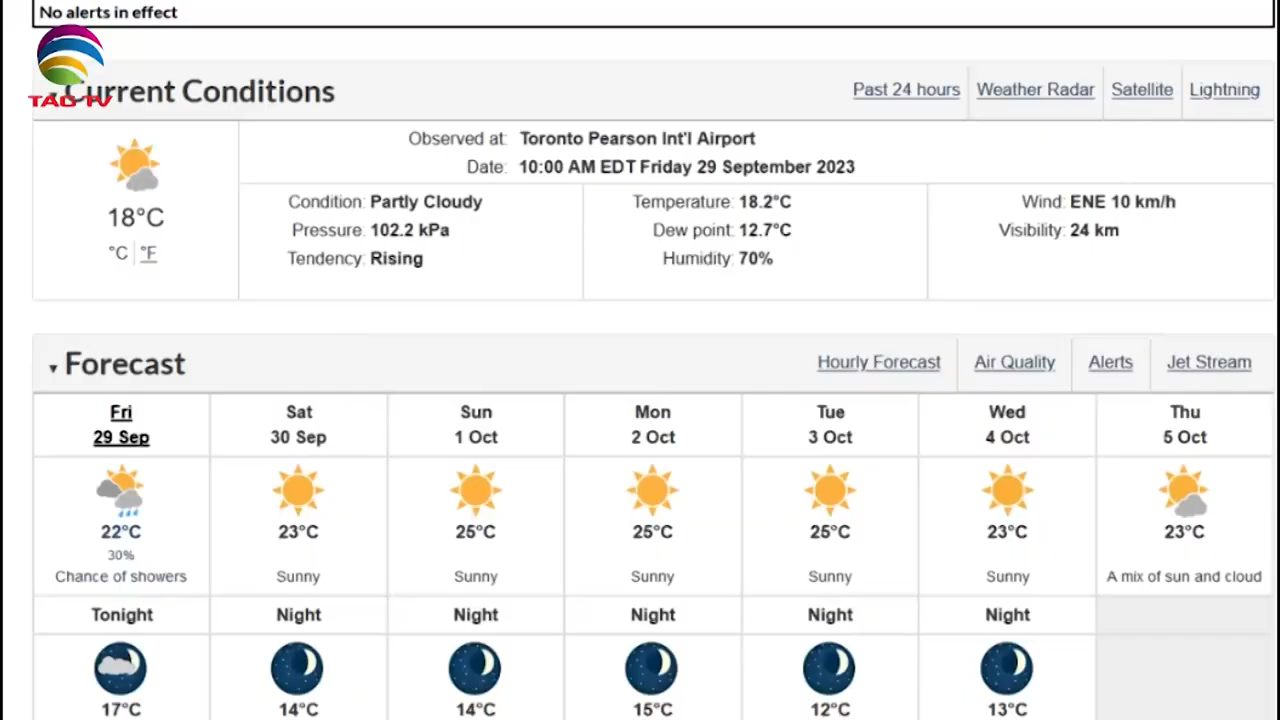 No alerts in effect
TAG TV
Current Conditions
Past 24 hours
Weather Radar
Satellite
Lightning
18°C
°C °F
Observed at: Toronto Pearson Int'l Airport
Date: 10:00 AM EDT Friday 29 September 2023
Condition: Partly Cloudy
Pressure: 102.2 kPa
Tendency: Rising
Temperature: 18.2°C
Dew point: 12.7°C
Humidity: 70%
Wind: ENE 10 km/h
Visibility: 24 km
Forecast
Hourly Forecast
Air Quality
Alerts
Jet Stream
Fri
29 Sep
Sat
30 Sep
Sun
1 Oct
Mon
2 Oct
Tue
3 Oct
Wed
4 Oct
Thu
5 Oct
22°C
30%
Chance of showers
23°C
Sunny
25°C
Sunny
25°C
Sunny
25°C
Sunny
23°C
Sunny
23°C
A mix of sun and cloud
Tonight
Night
Night
Night
Night
Night
17°C
14°C
14°C
15°C
12°C
13°C